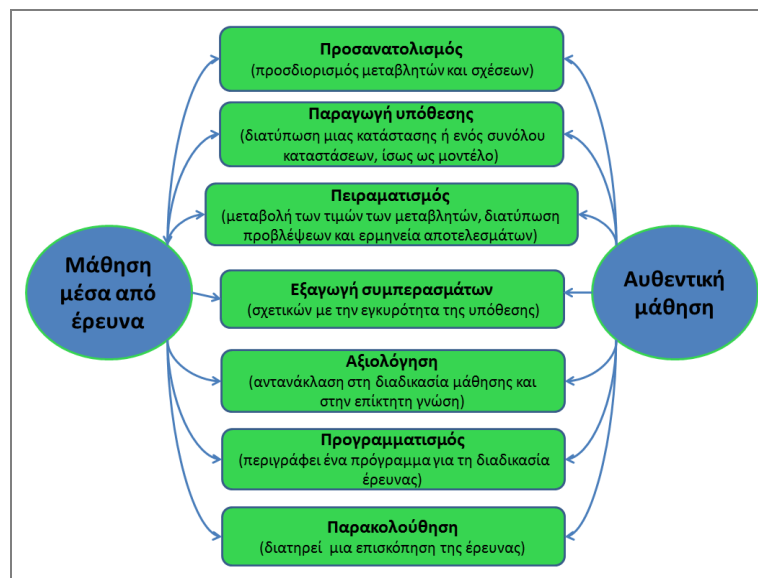 Προσανατολισμός
(προσδιορισμός μεταβλητών και σχέσεων)
Παραγωγή υπόθεσης
(διατύπωση μιας κατάστασης ή ενός συνόλου
καταστάσεων, ίσως ως μοντέλο)
Πειραματισμός
(μεταβολή των τιμών των μεταβλητών, διατύπωση
προβλέψεων και ερμηνεία αποτελεσμάτων)
Μάθηση
μέσα από
έρευνα
Εξαγωγή συμπερασμάτων
(σχετικών με την εγκυρότητα της υπόθεσης)
Αυθεντική
μάθηση
Αξιολόγηση
(αντανάκλαση στη διαδικασία μάθησης και
στην επίκτητη γνώση)
Προγραμματισμός
(περιγράφει ένα πρόγραμμα για τη διαδικασία
έρευνας)
Παρακολούθηση
(διατηρεί μια επισκόπηση της έρευνας)